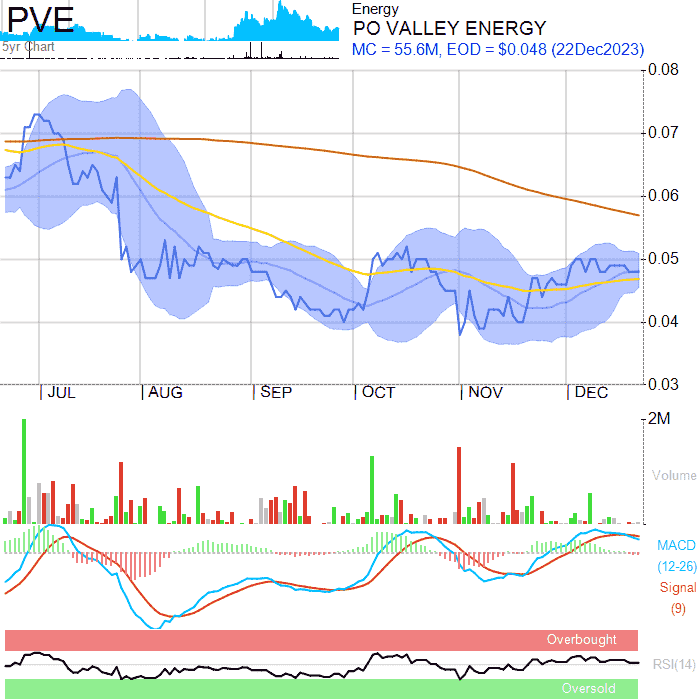 PVE
5yr Chart
Energy
PO VALLEY ENERGY
MC = 55.6M, EOD = $0.048 (22Dec2023)
0.08
0.07
0.06
0.05
0.04
0.03
JUL AUG SEP OCT NOV DEC
2M
Volume
MACD
(12-26)
Signal
(9)
Overbought
RSI(14)
Oversold